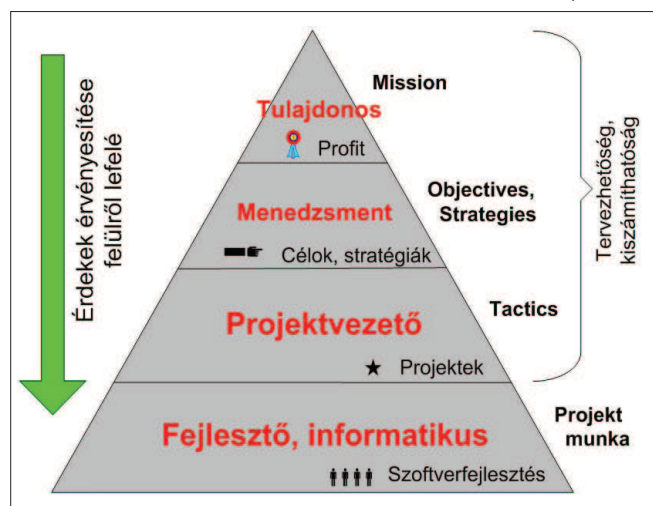 Mission
Tulajdonos
Profit
Objectives,
Strategies
Menedzsment
Célok, stratégiák
Tactics
Projektvezető
Projektek
Projekt
munka
Fejlesztő, informatikus
Szoftverfejlesztés
Érdekek érvényesítése
felülről lefelé
Tervezhetőség,
kiszámíthatóság